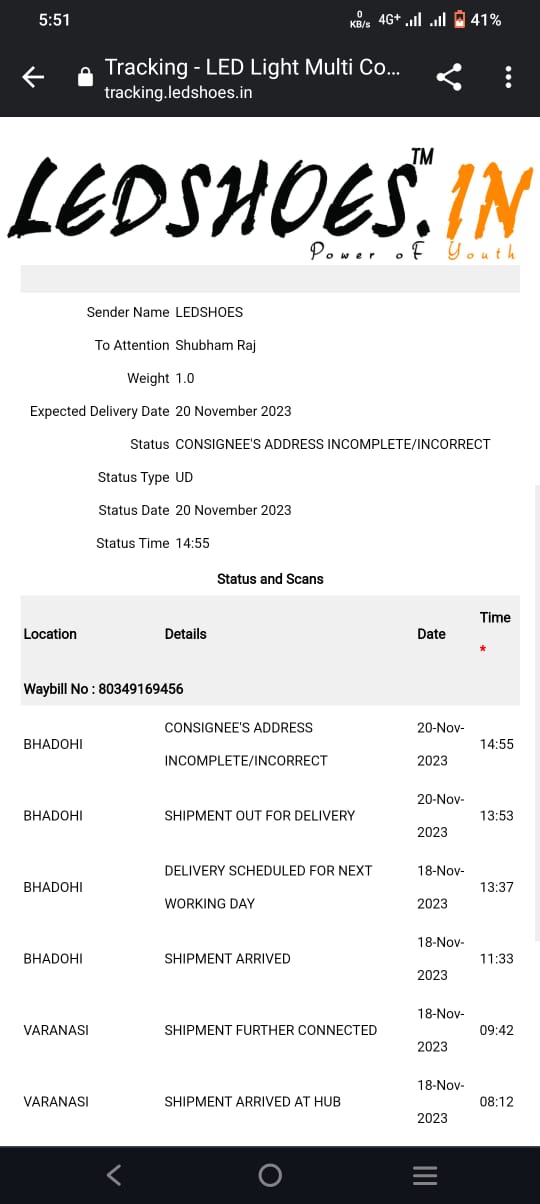 5:51
0 KB/s 4G+ 41%
Tracking - LED Light Multi Co...
tracking.ledshoes.in
LEDSHOES.IN TM
Power of Youth
Sender Name LEDSHOES
To Attention Shubham Raj
Weight 1.0
Expected Delivery Date 20 November 2023
Status CONSIGNEE'S ADDRESS INCOMPLETE/INCORRECT
Status Type UD
Status Date 20 November 2023
Status Time 14:55
Status and Scans
Location Details Date Time *
Waybill No : 80349169456
BHADOHI CONSIGNEE'S ADDRESS INCOMPLETE/INCORRECT 20-Nov-2023 14:55
BHADOHI SHIPMENT OUT FOR DELIVERY 20-Nov-2023 13:53
BHADOHI DELIVERY SCHEDULED FOR NEXT WORKING DAY 18-Nov-2023 13:37
BHADOHI SHIPMENT ARRIVED 18-Nov-2023 11:33
VARANASI SHIPMENT FURTHER CONNECTED 18-Nov-2023 09:42
VARANASI SHIPMENT ARRIVED AT HUB 18-Nov-2023 08:12